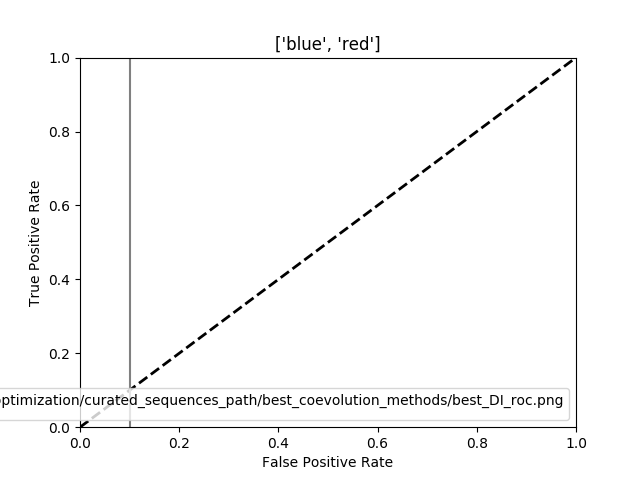 ['blue', 'red']
1.0
0.8
0.6
0.4
0.2
0.0
True Positive Rate
optimization/curated_sequences_path/best_coevolution_methods/best_DI_roc.png
0.0 0.2 0.4 0.6 0.8 1.0
False Positive Rate